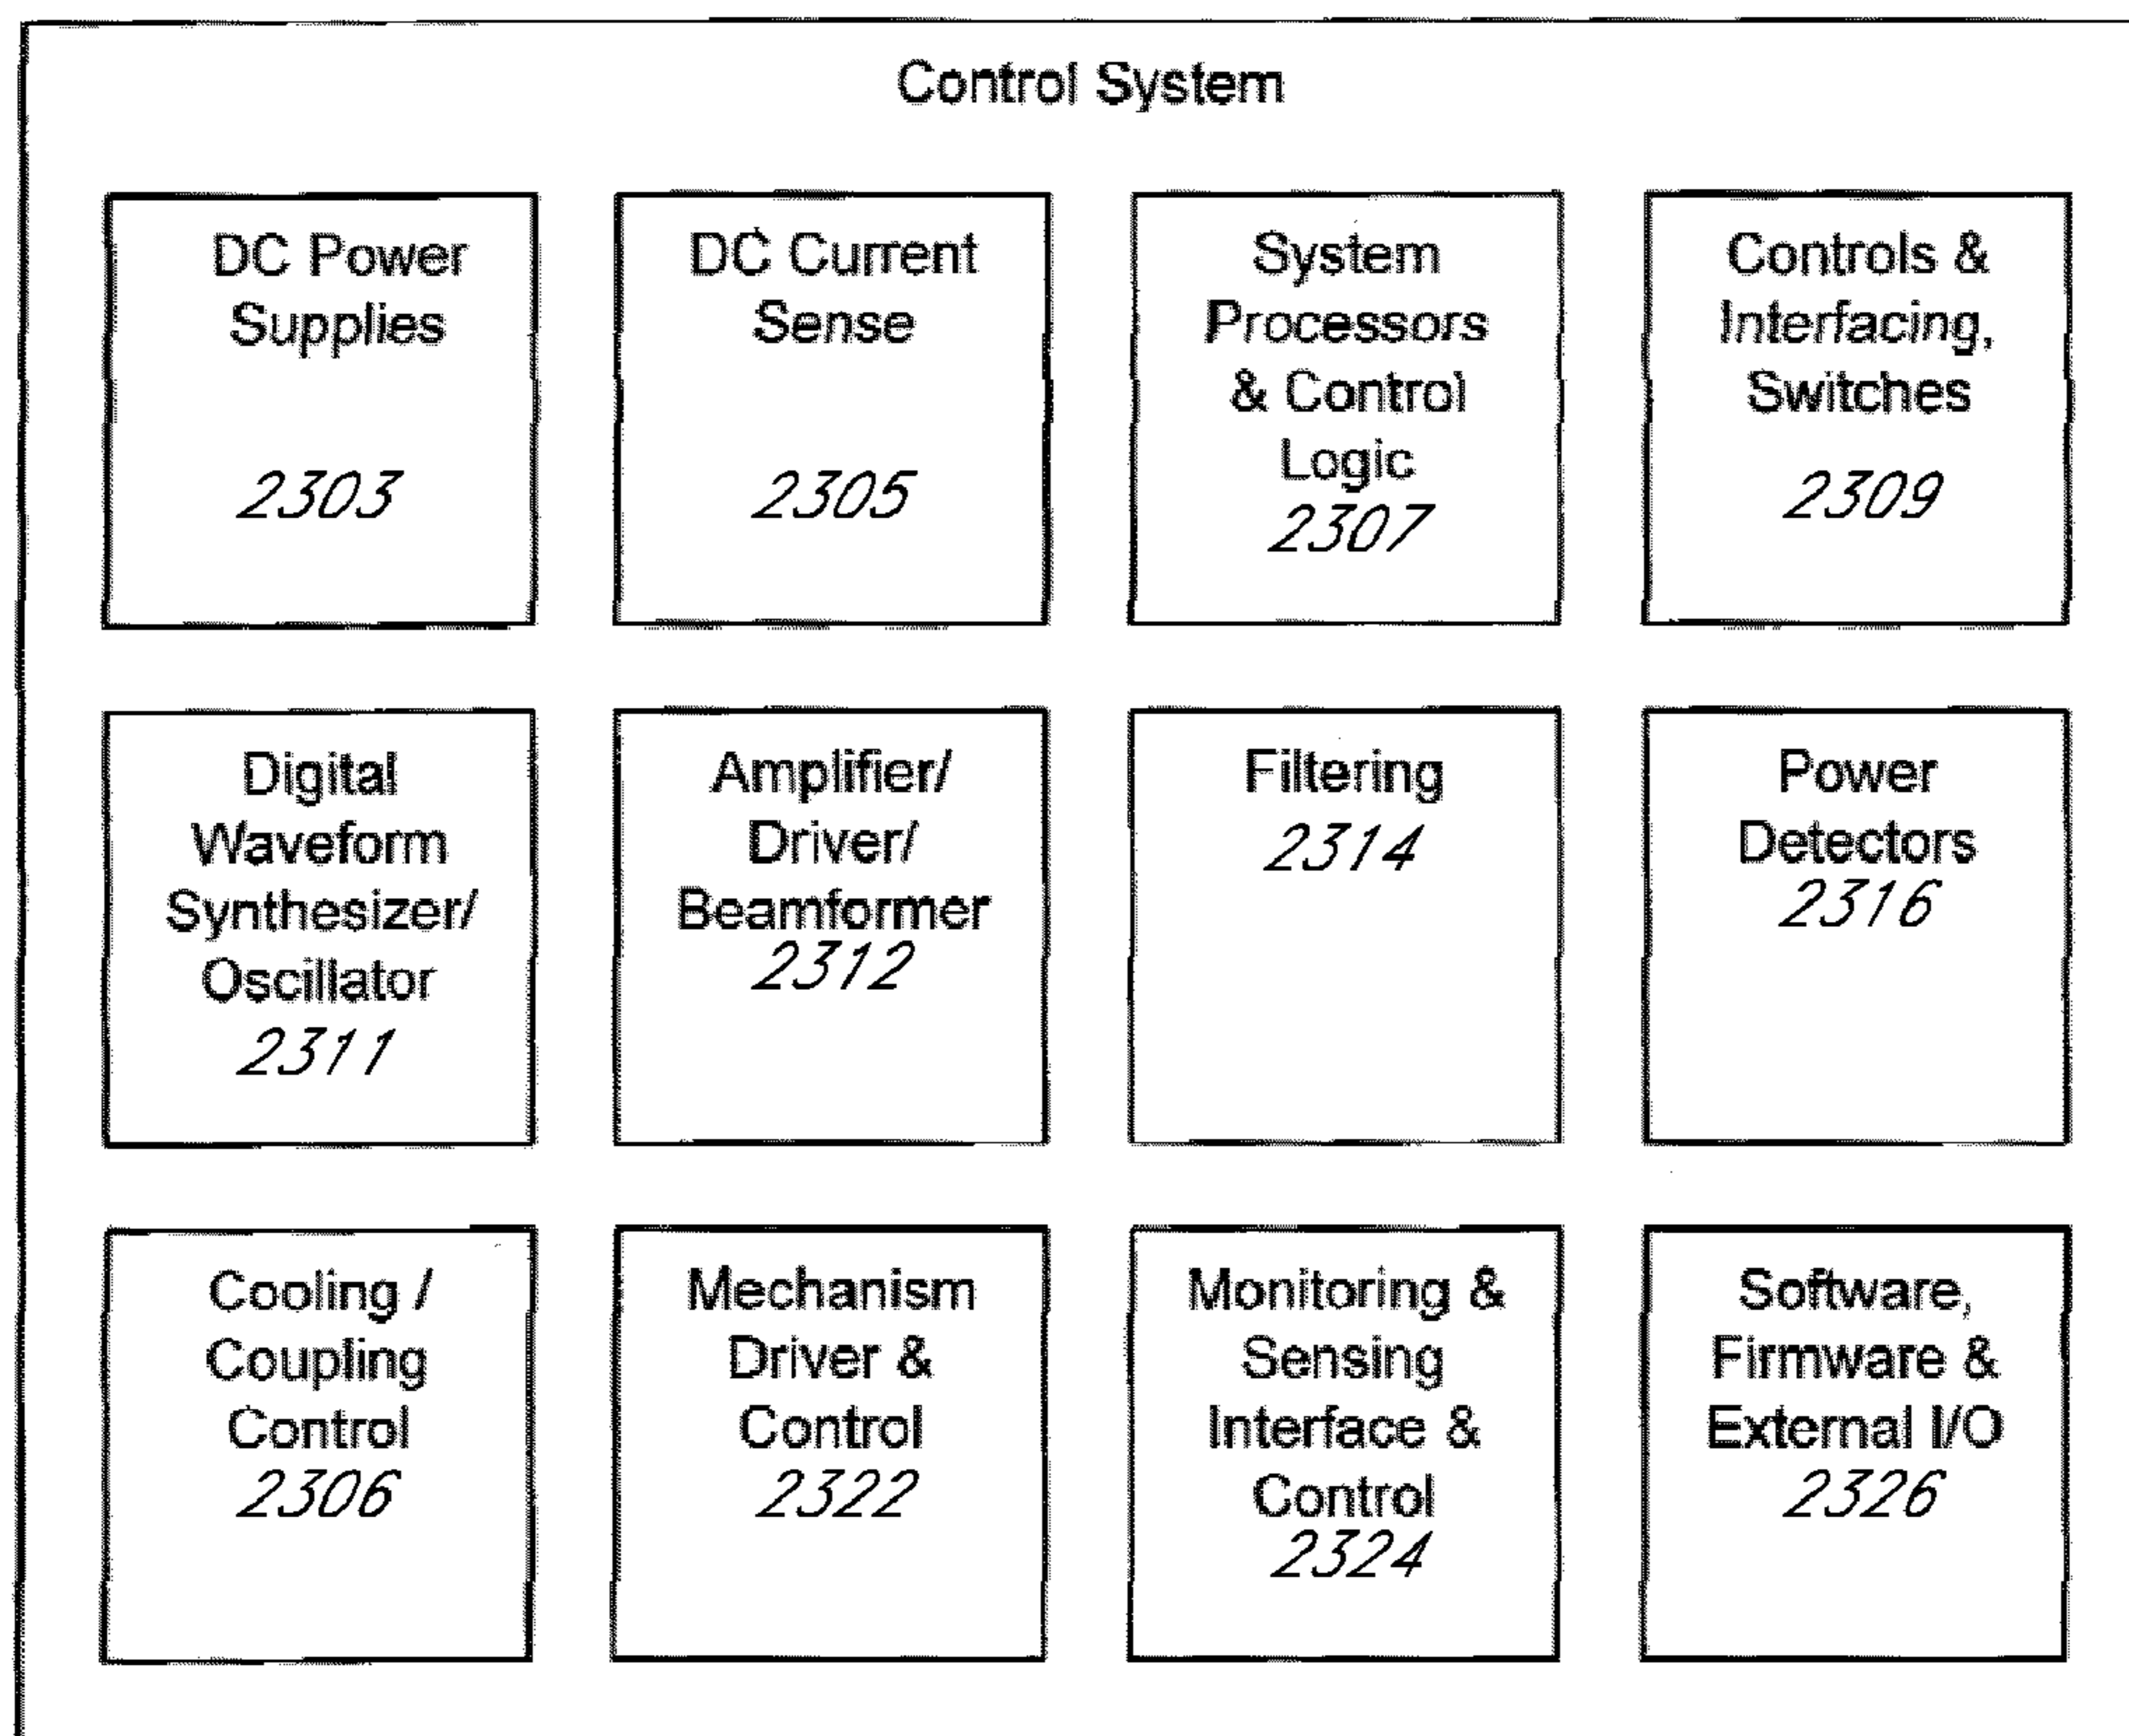 Control System
DC Power
Supplies
2303
DC Current
Sense
2305
System
Processors
& Control
Logic
2307
Controls &
Interfacing,
Switches
2309
Digital
Waveform
Synthesizer/
Oscillator
2311
Amplifier/
Driver/
Beamformer
2312
Filtering
2314
Power
Detectors
2316
Cooling /
Coupling
Control
2306
Mechanism
Driver &
Control
2322
Monitoring &
Sensing
Interface &
Control
2324
Software,
Firmware &
External I/O
2326